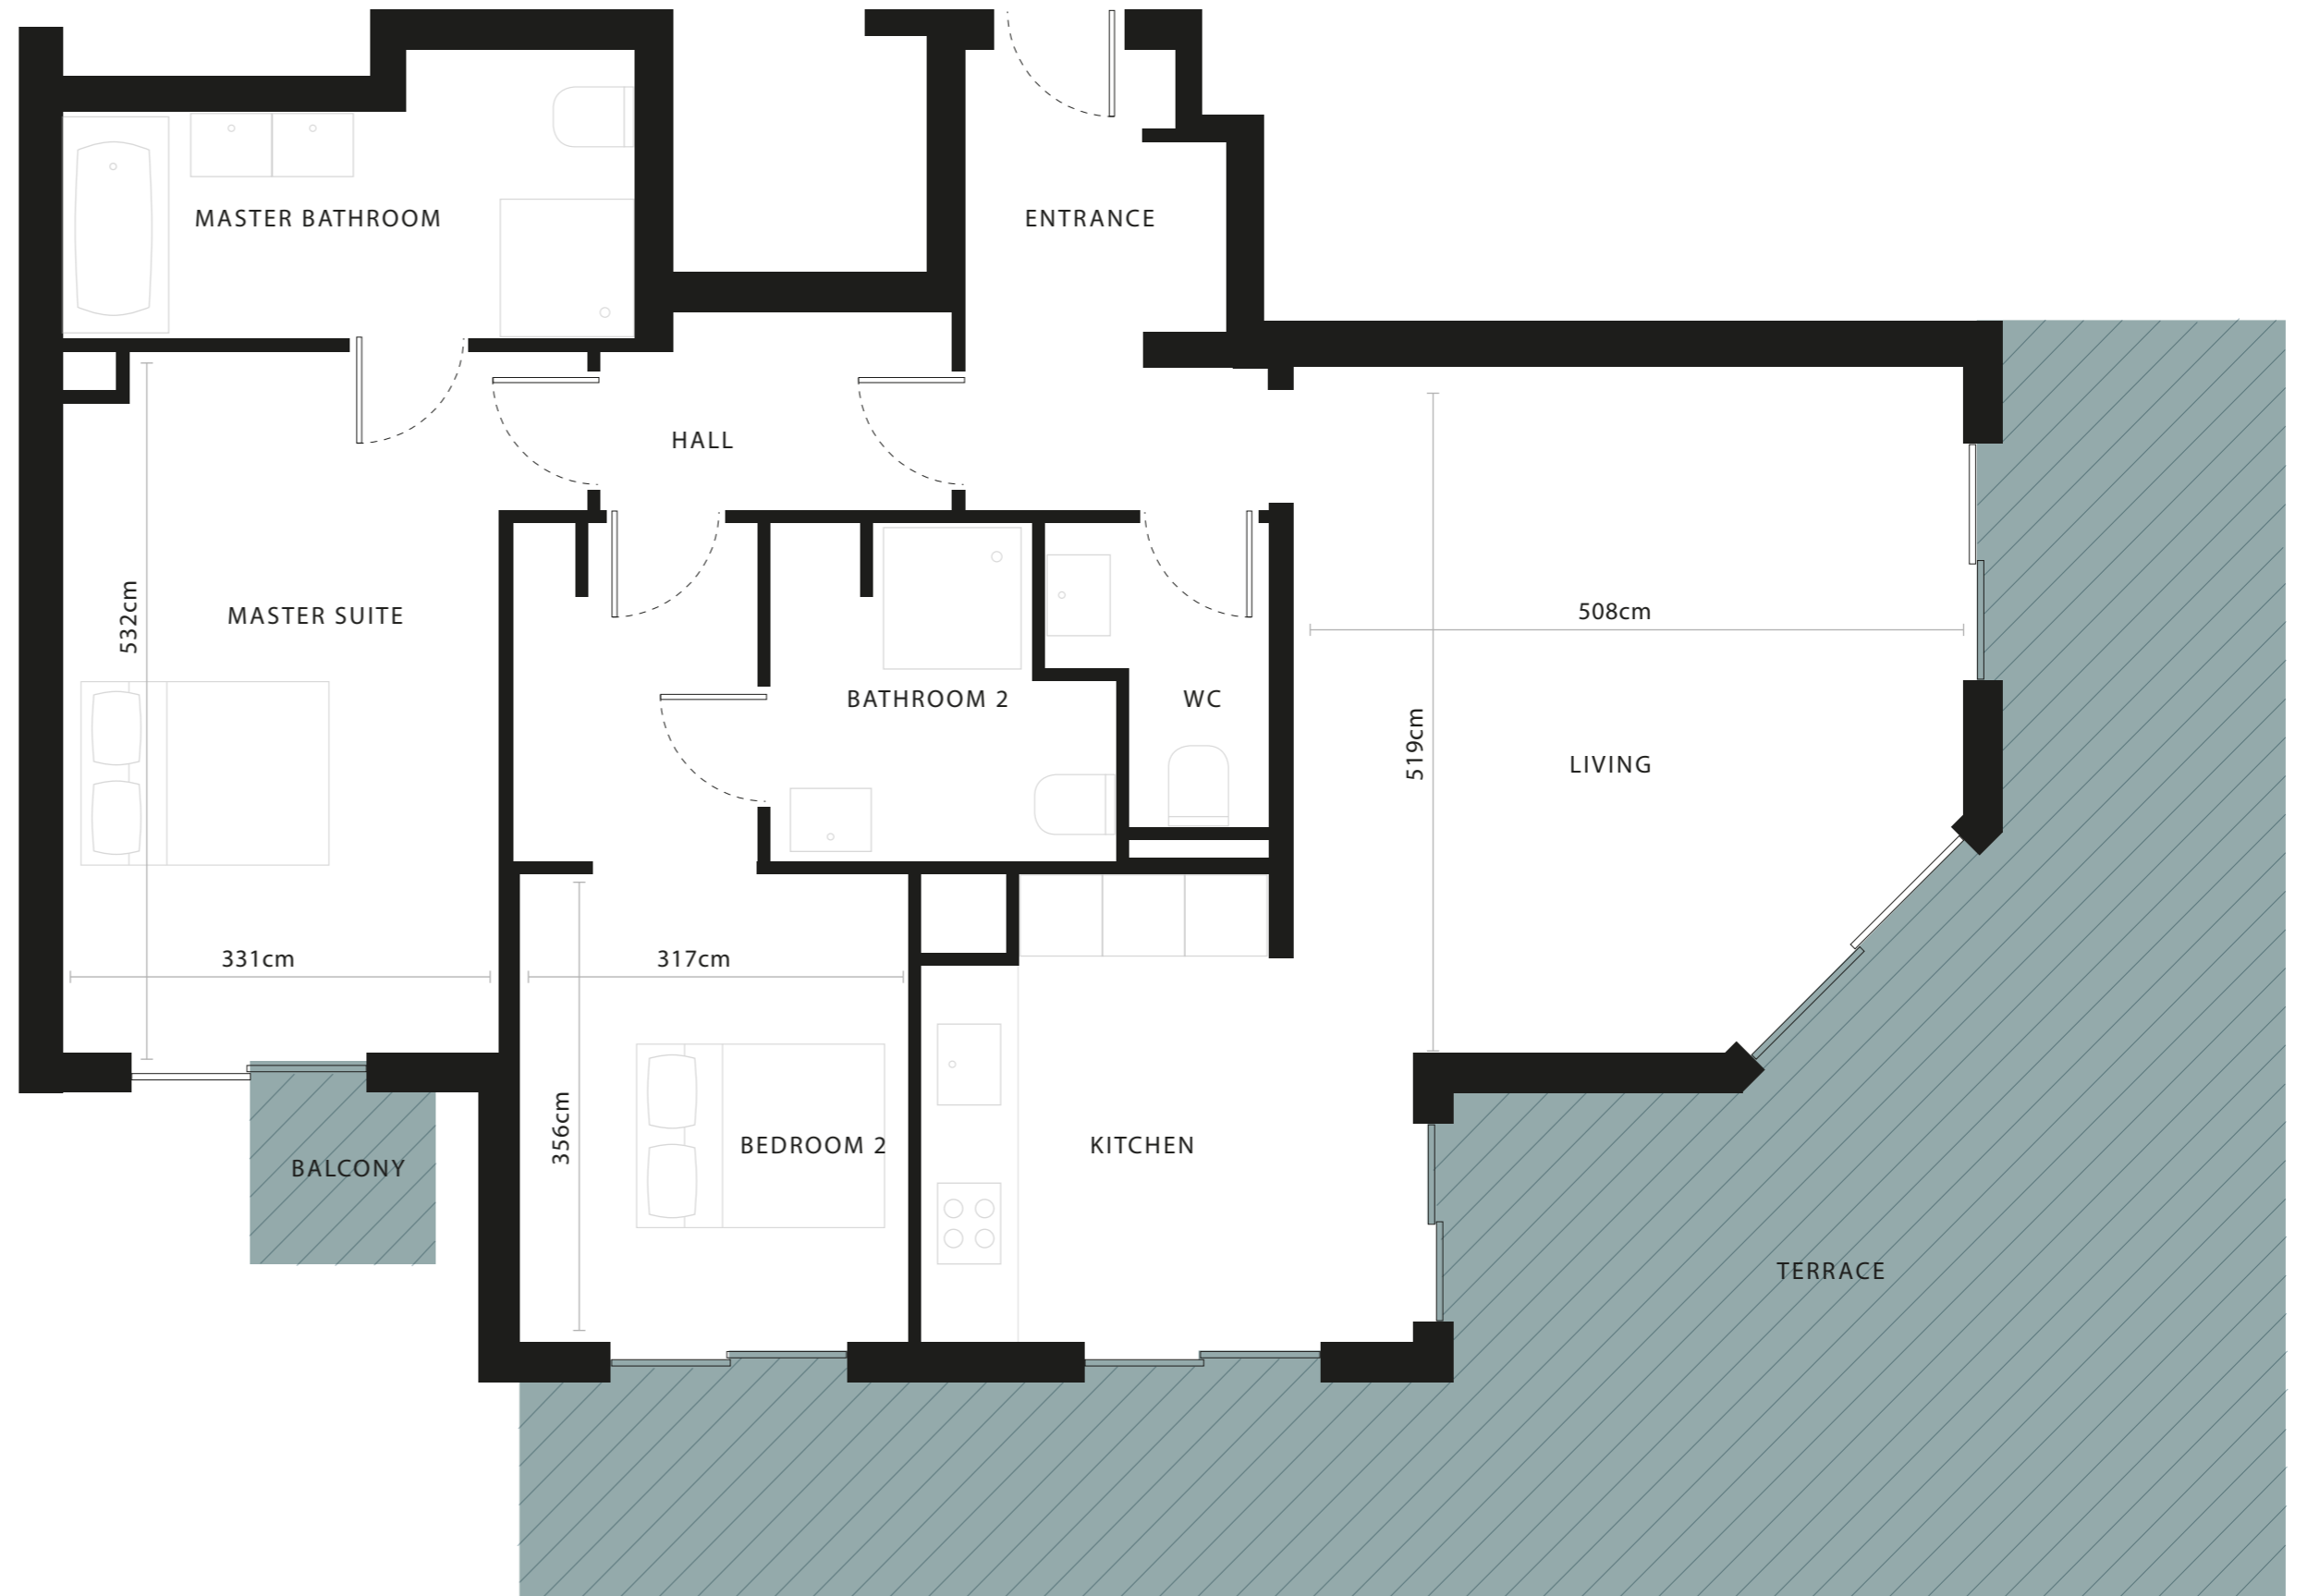 MASTER BATHROOM
ENTRANCE
HALL
532cm
MASTER SUITE
508cm
BATHROOM 2
WC
519cm
LIVING
331cm
317cm
356cm
BEDROOM 2
KITCHEN
BALCONY
TERRACE